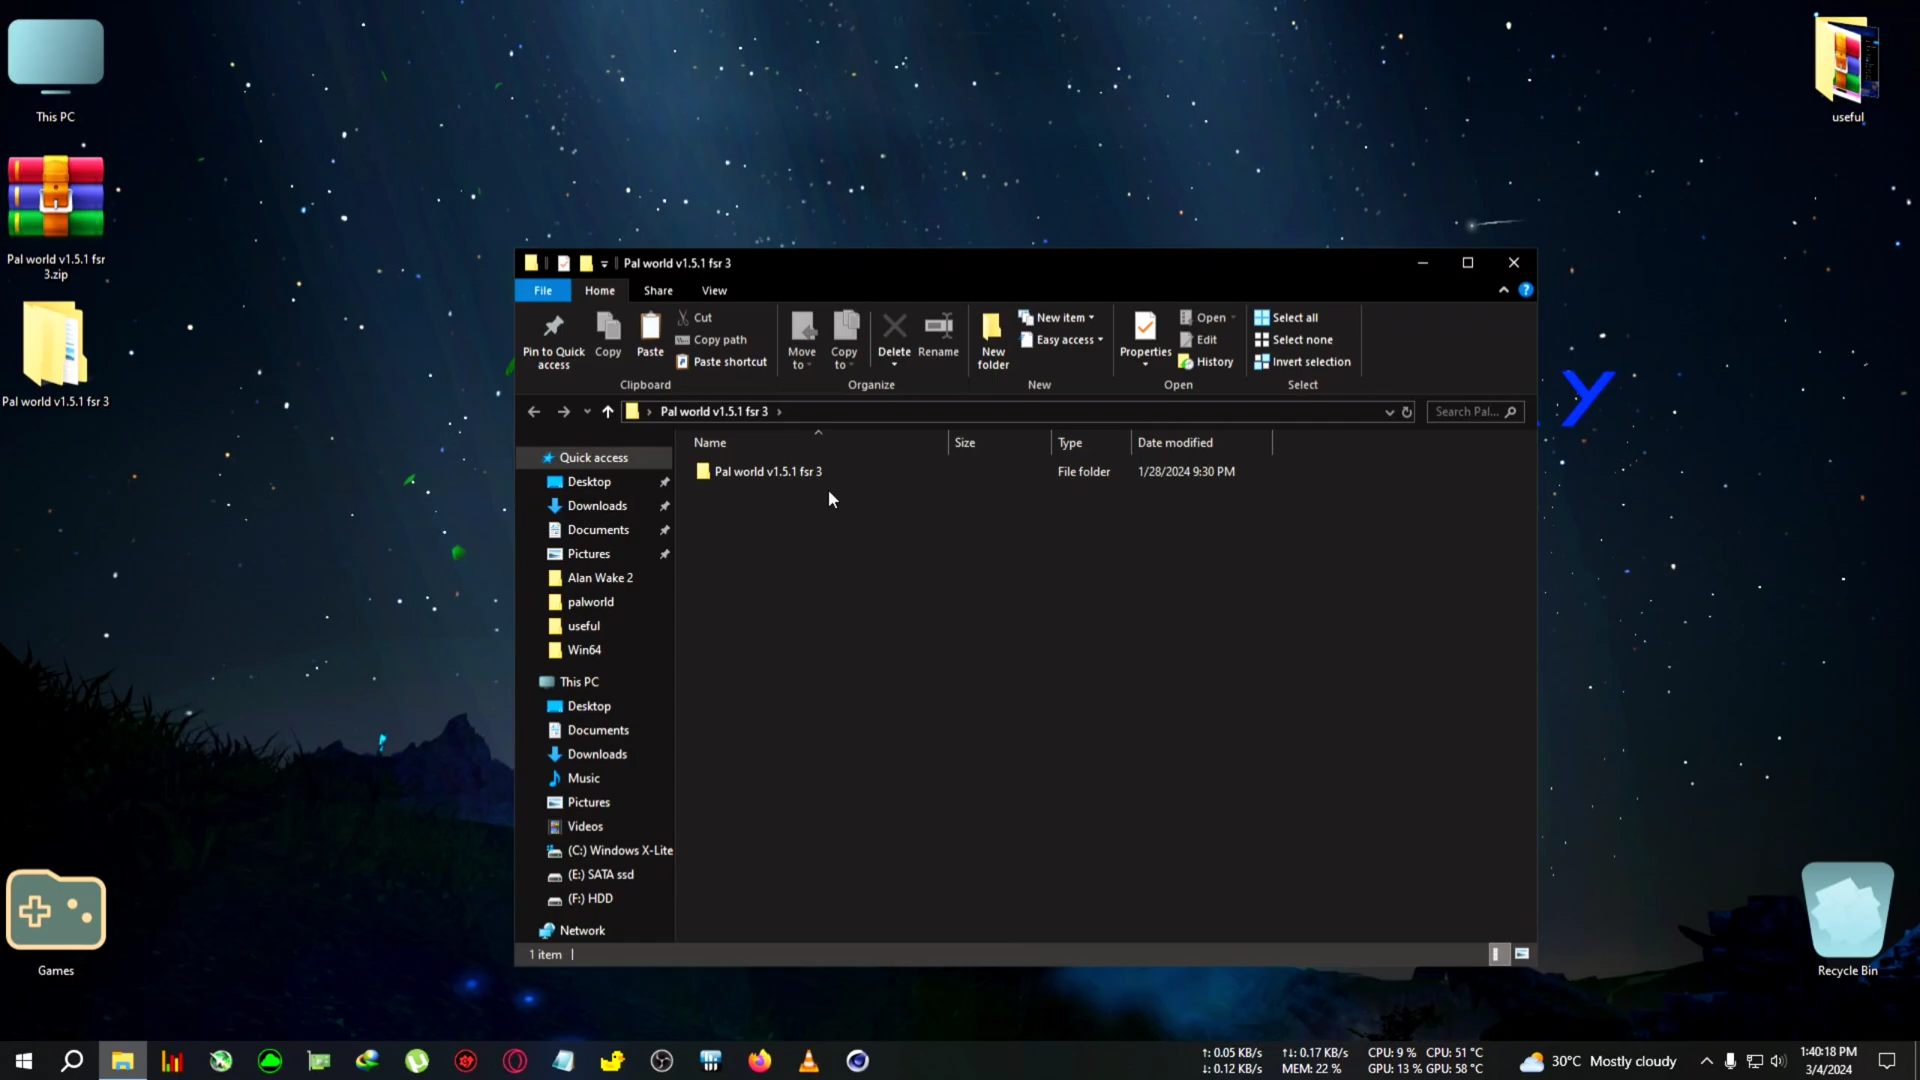 This PC
Pal world v1.5.1 fsr
3.zip
Pal world v1.5.1 fsr 3
Games
useful
Recycle Bin
Y
Pal world v1.5.1 fsr 3
File
Home
Share
View
Pin to Quick
access
Copy
Paste
Cut
Copy path
Paste shortcut
Clipboard
Move
to
Copy
to
Delete
Rename
Organize
New
folder
New item
Easy access
New
Properties
Open
Edit
History
Open
Select all
Select none
Invert selection
Select
Pal world v1.5.1 fsr 3
Search Pal...
Name
Size
Type
Date modified
Pal world v1.5.1 fsr 3
File folder
1/28/2024 9:30 PM
Quick access
Desktop
Downloads
Documents
Pictures
Alan Wake 2
palworld
useful
Win64
This PC
Desktop
Documents
Downloads
Music
Pictures
Videos
(C:) Windows X-Lite
(E:) SATA ssd
(F:) HDD
Network
1 item
↑: 0.05 KB/s
↓: 0.12 KB/s
↑↓: 0.17 KB/s
MEM: 22 %
CPU: 9 % CPU: 51 °C
GPU: 13 % GPU: 58 °C
30°C Mostly cloudy
1:40:18 PM
3/4/2024